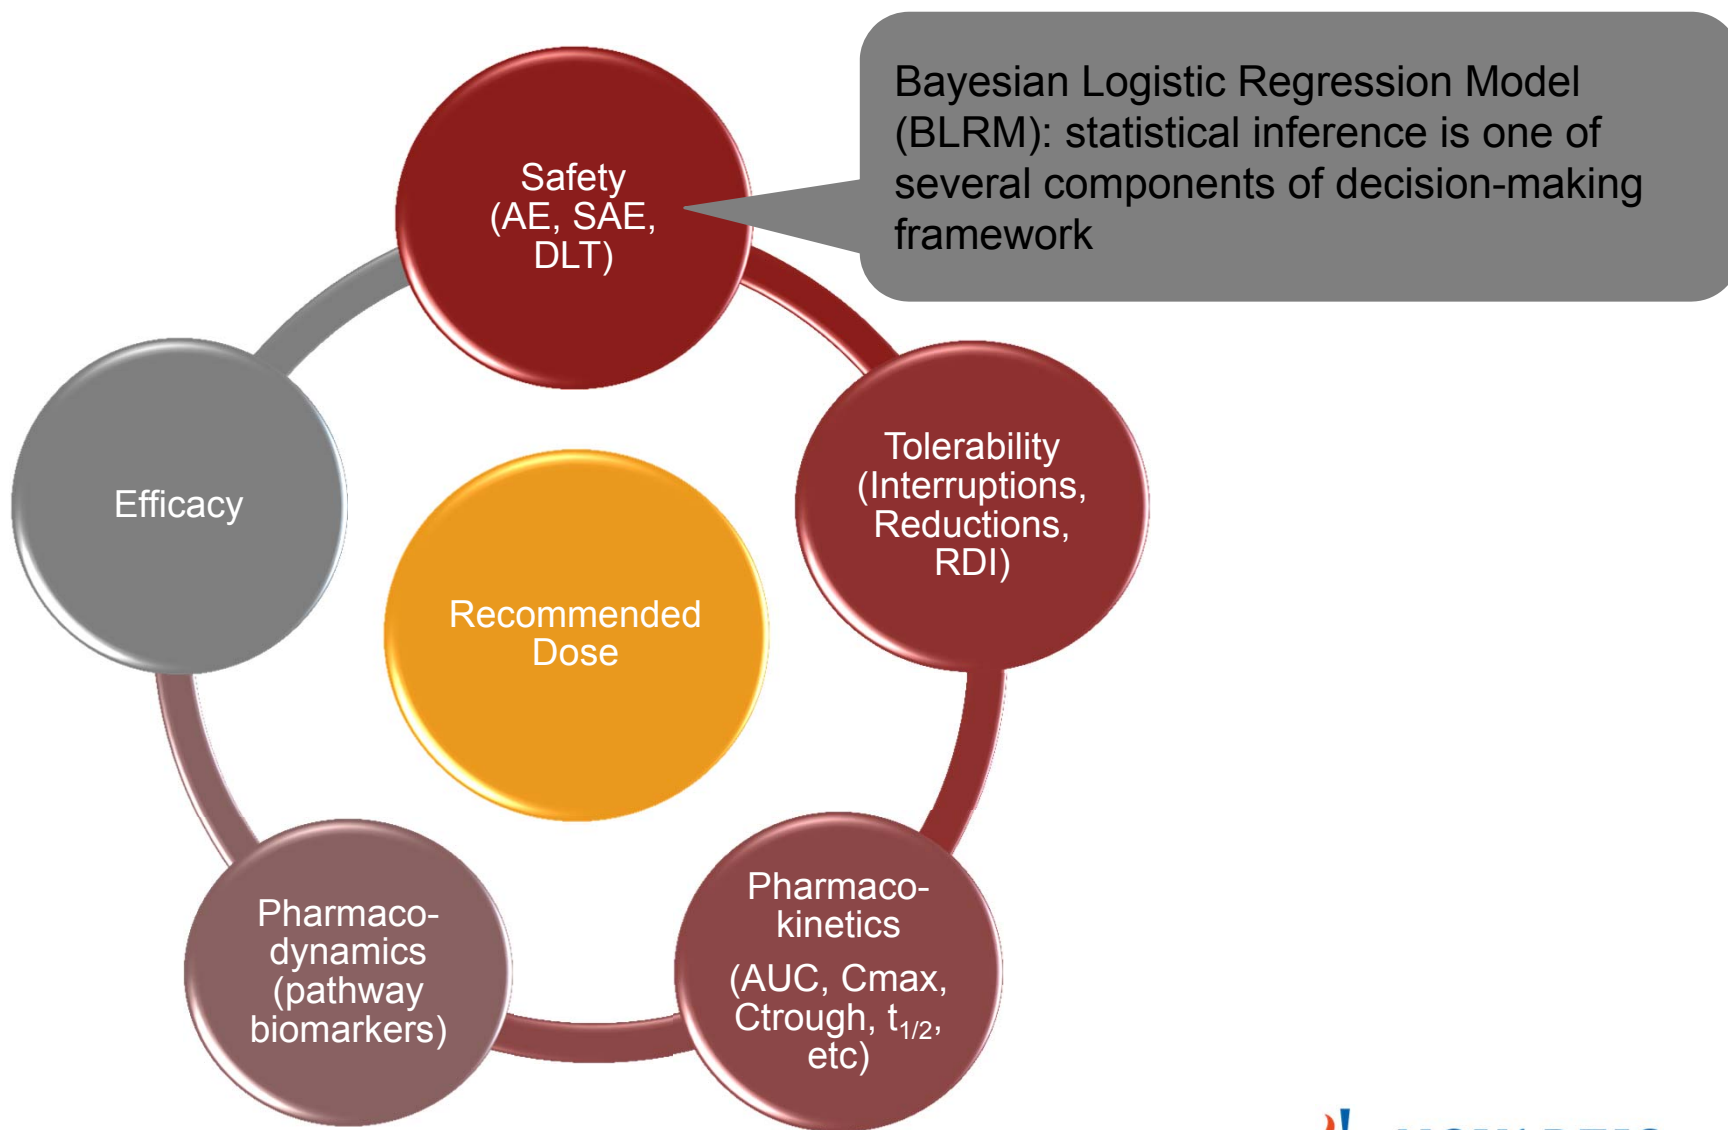 Bayesian Logistic Regression Model
(BLRM): statistical inference is one of
several components of decision-making
framework
Safety
(AE, SAE,
DLT)
Tolerability
(Interruptions,
Reductions,
RDI)
Efficacy
Recommended
Dose
Pharmaco-
kinetics
(AUC, Cmax,
Ctrough, t1/2,
etc)
Pharmaco-
dynamics
(pathway
biomarkers)